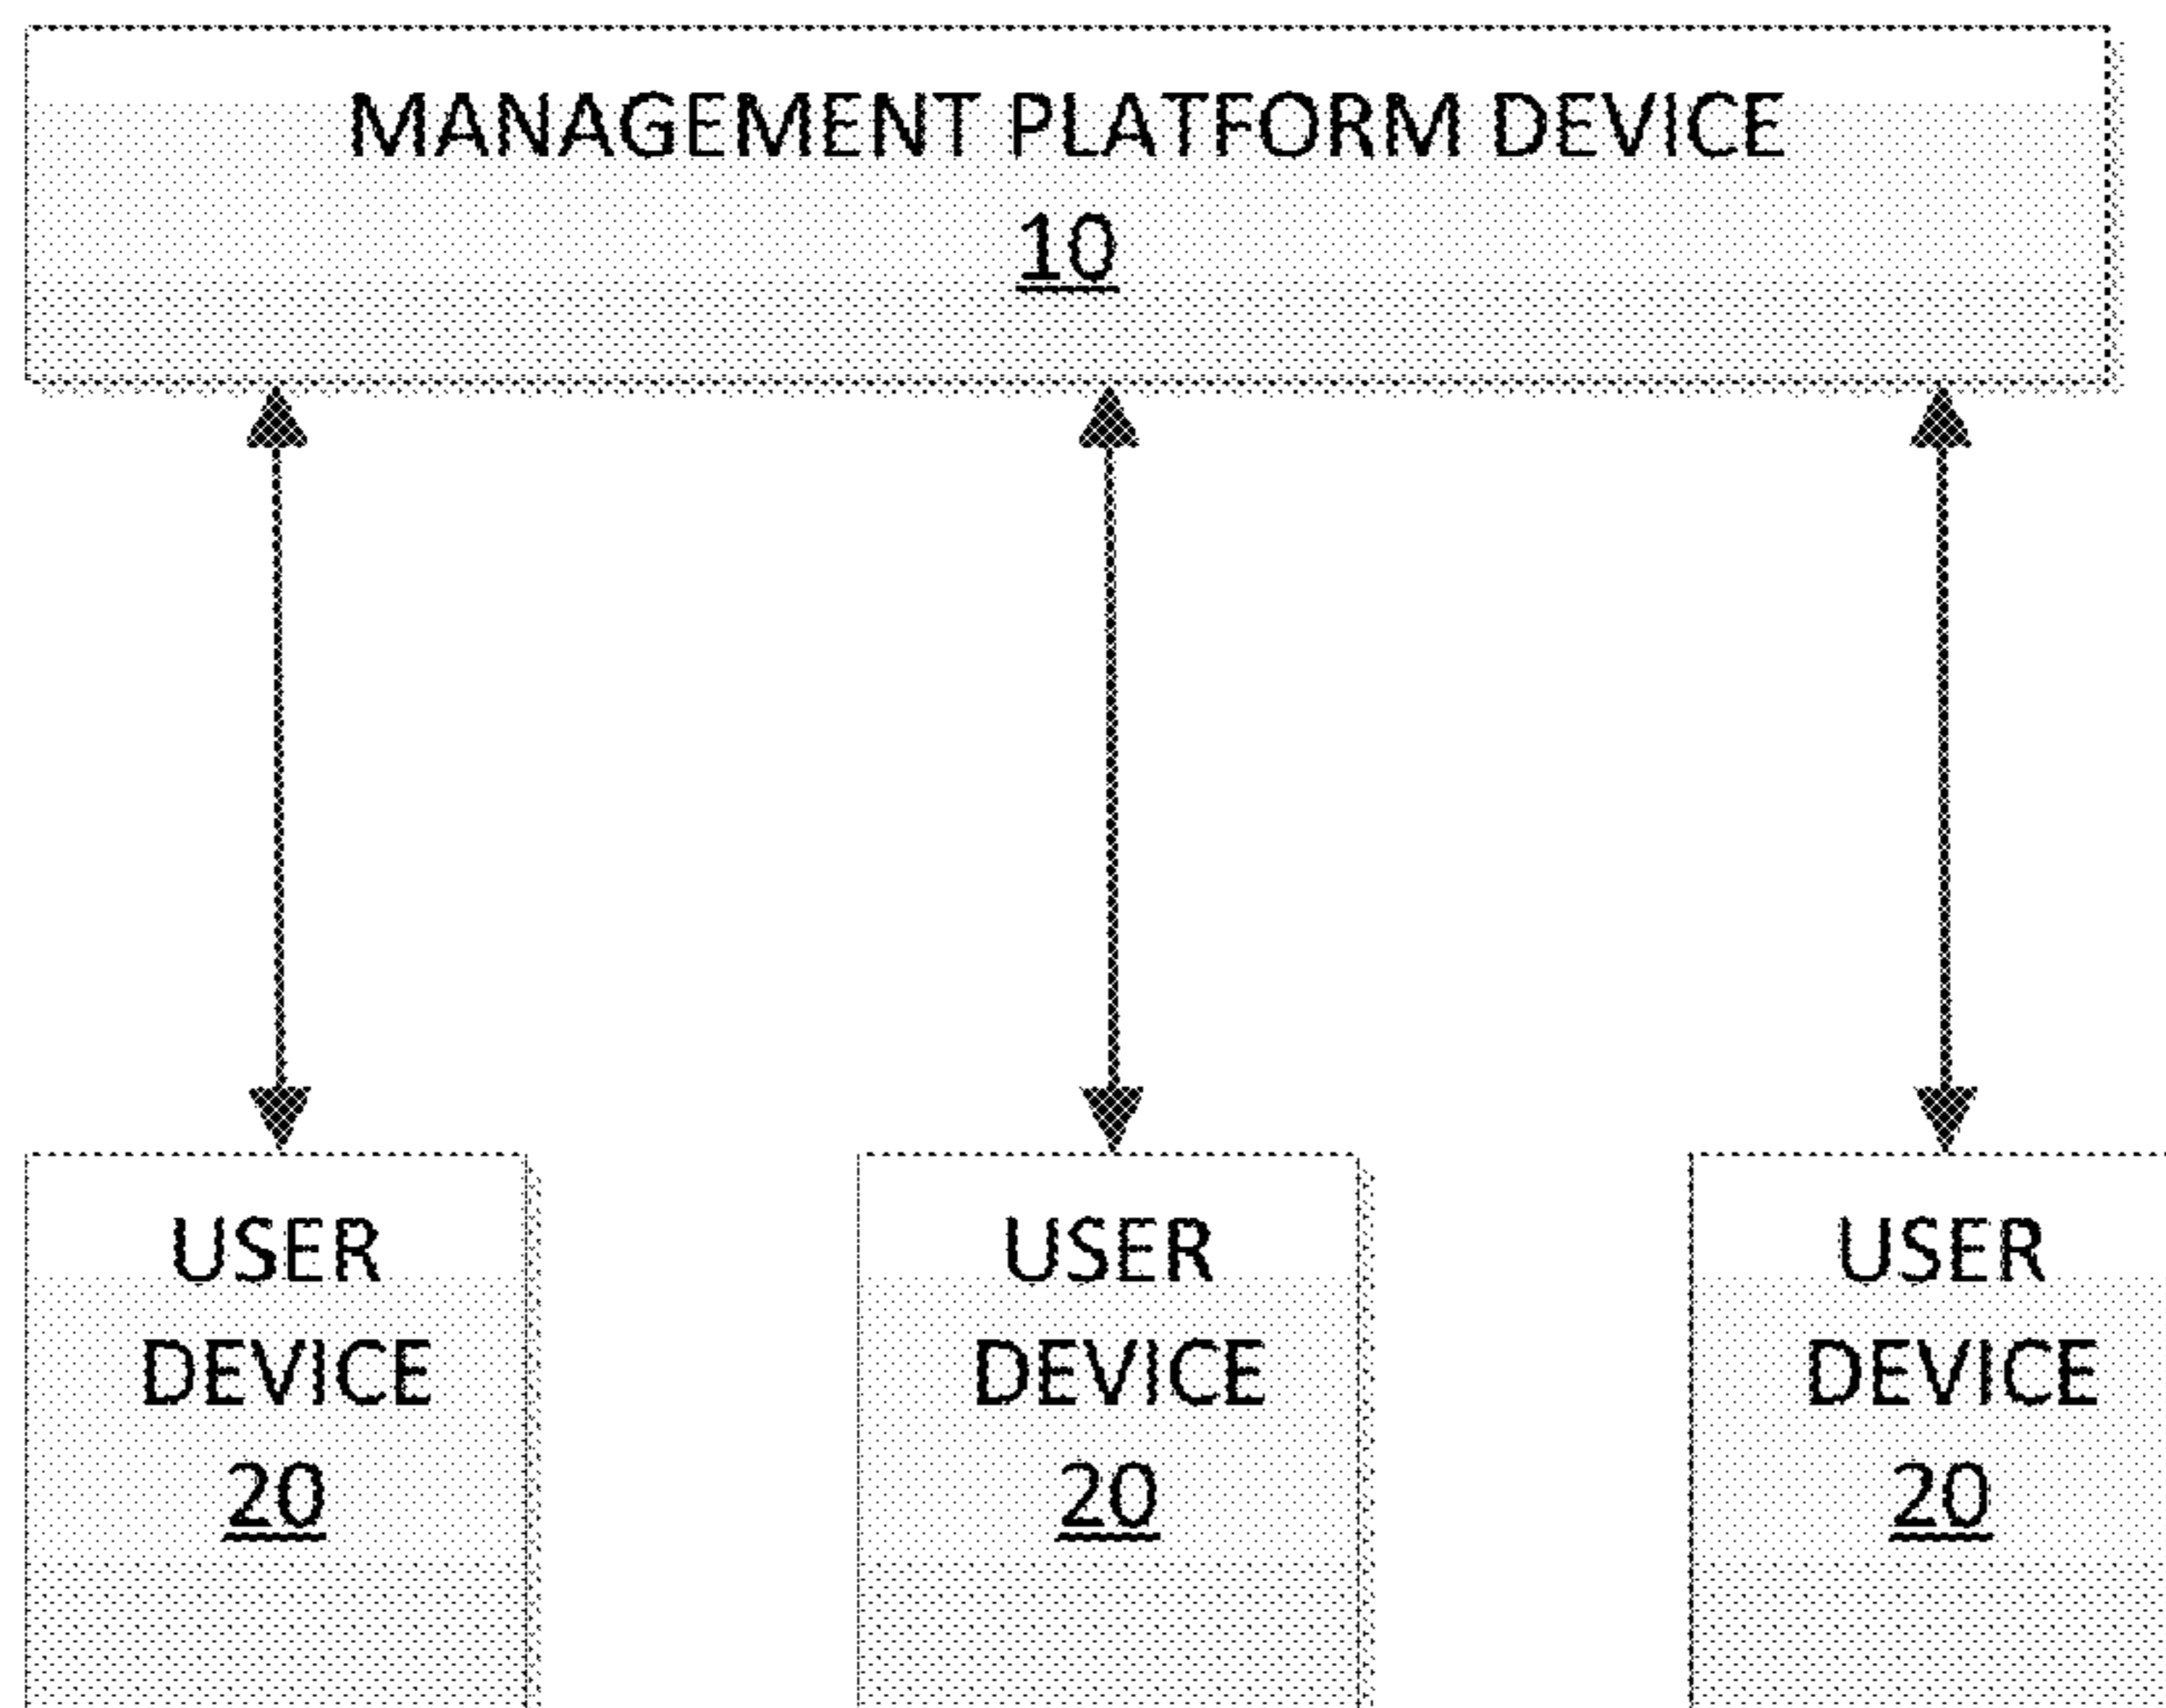 MANAGEMENT PLATFORM DEVICE
10
USER
DEVICE
20
USER
DEVICE
20
USER
DEVICE
20